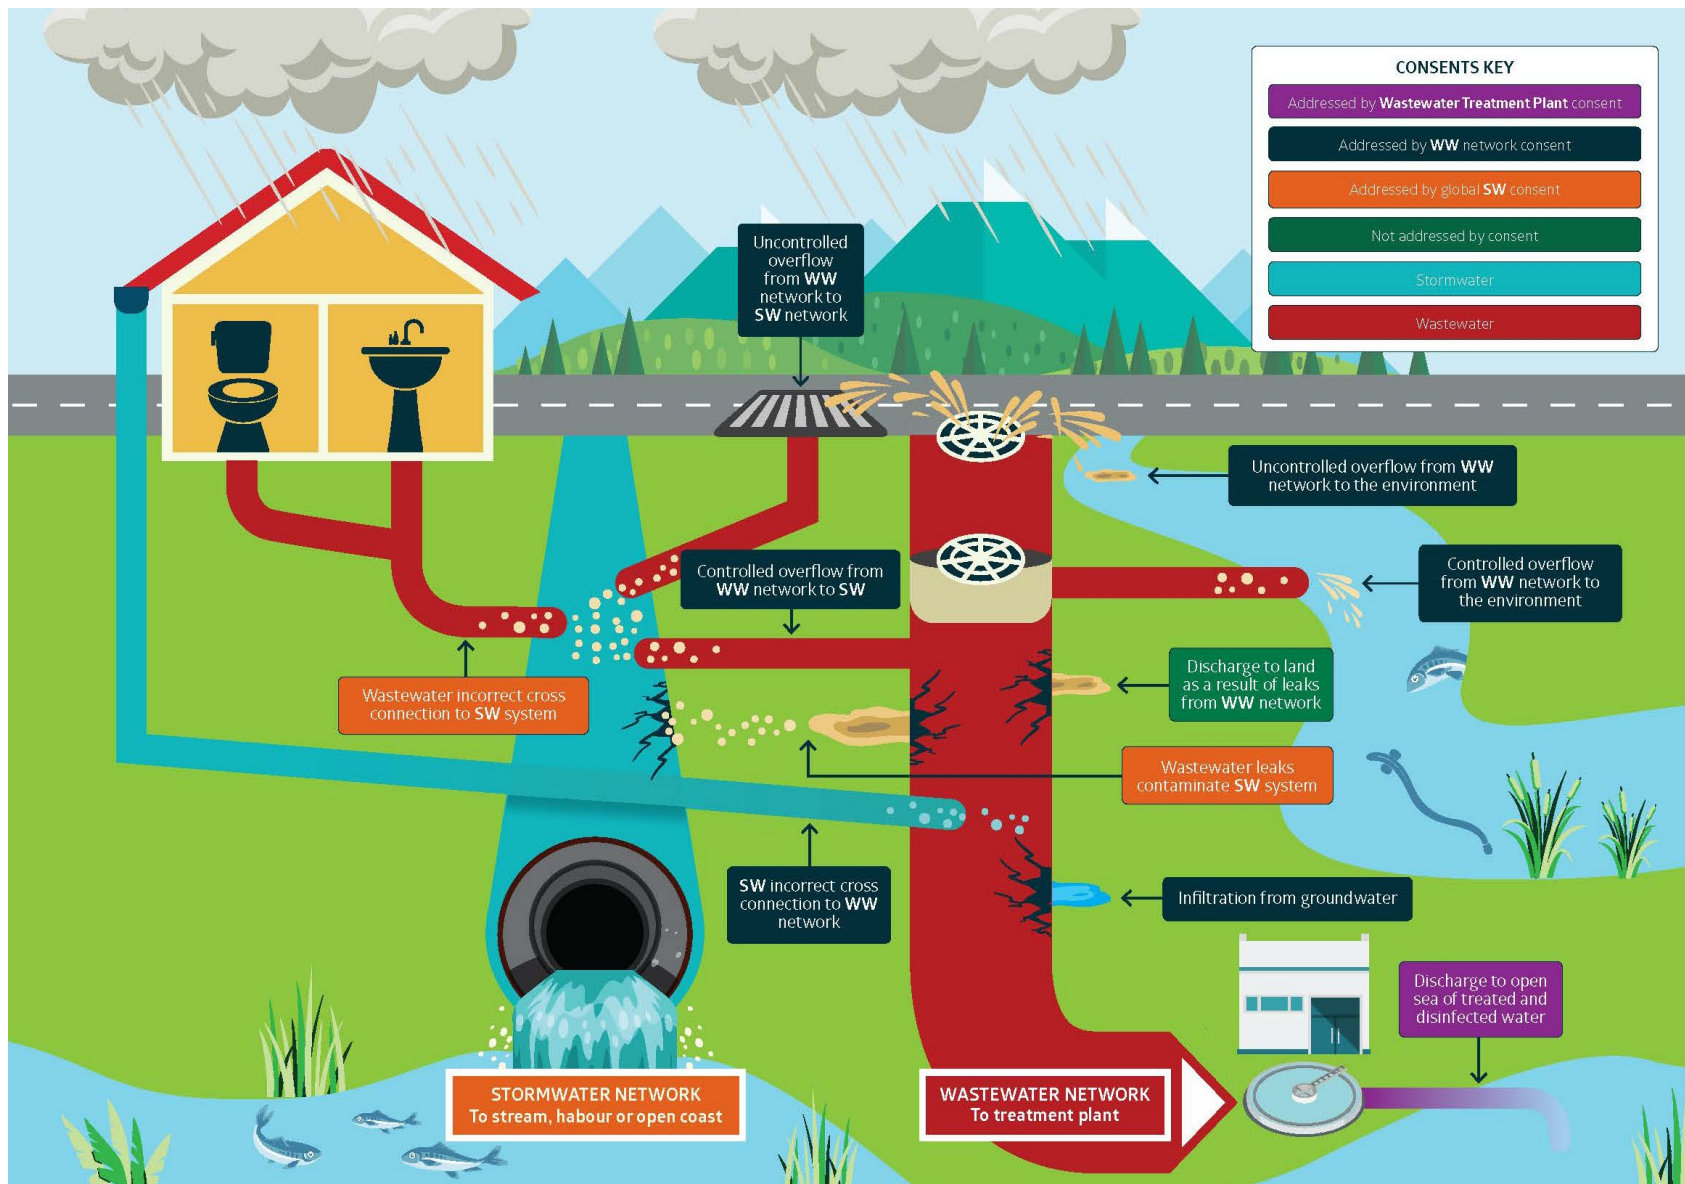 CONSENTS KEY
Addressed by Wastewater Treatment Plant consent
Addressed by WW network consent
Addressed by global SW consent
Not addressed by consent
Stormwater
Wastewater
Uncontrolled
overflow
from WW
network to
SW network
Uncontrolled overflow from WW
network to the environment
Controlled overflow from
WW network to SW
Controlled overflow
from WW network to
the environment
Wastewater incorrect cross
connection to SW system
Discharge to land
as a result of leaks
from WW network
Wastewater leaks
contaminate SW system
SW incorrect cross
connection to WW
network
Infiltration from groundwater
Discharge to open
sea of treated and
disinfected water
STORMWATER NETWORK
To stream, habour or open coast
WASTEWATER NETWORK
To treatment plant